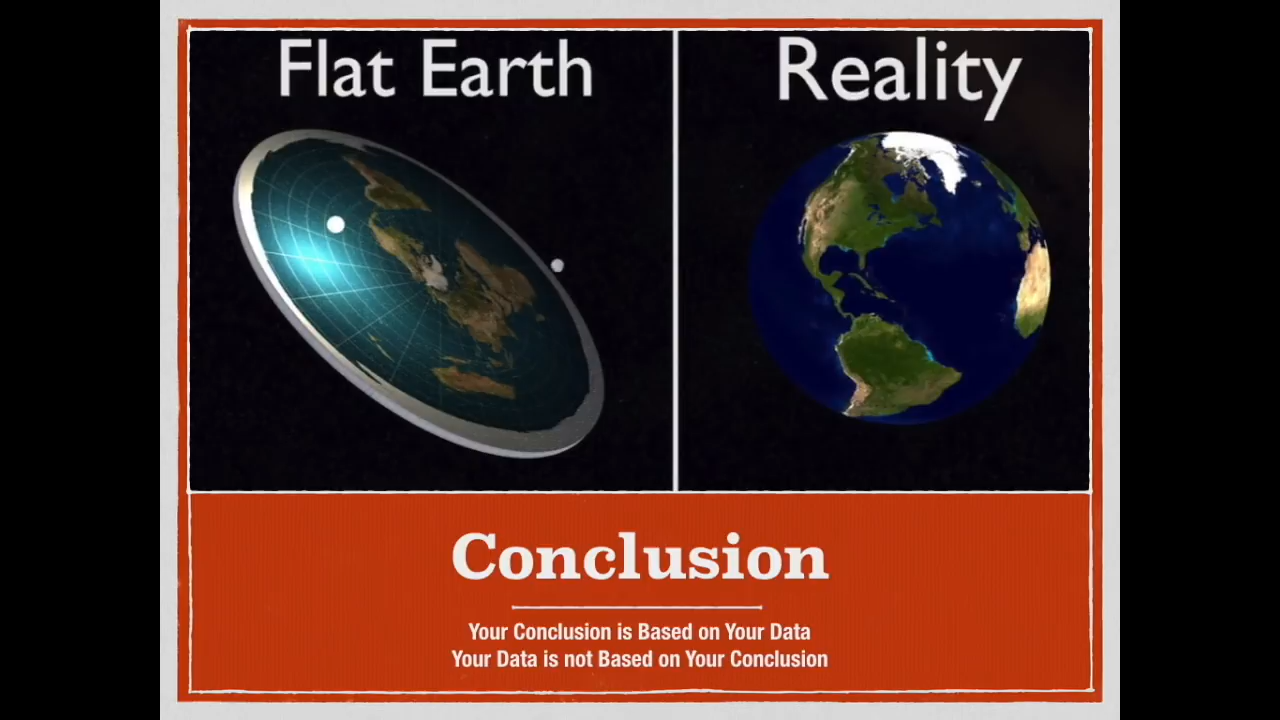 Flat Earth
Reality
Conclusion
Your Conclusion is Based on Your Data
Your Data is not Based on Your Conclusion